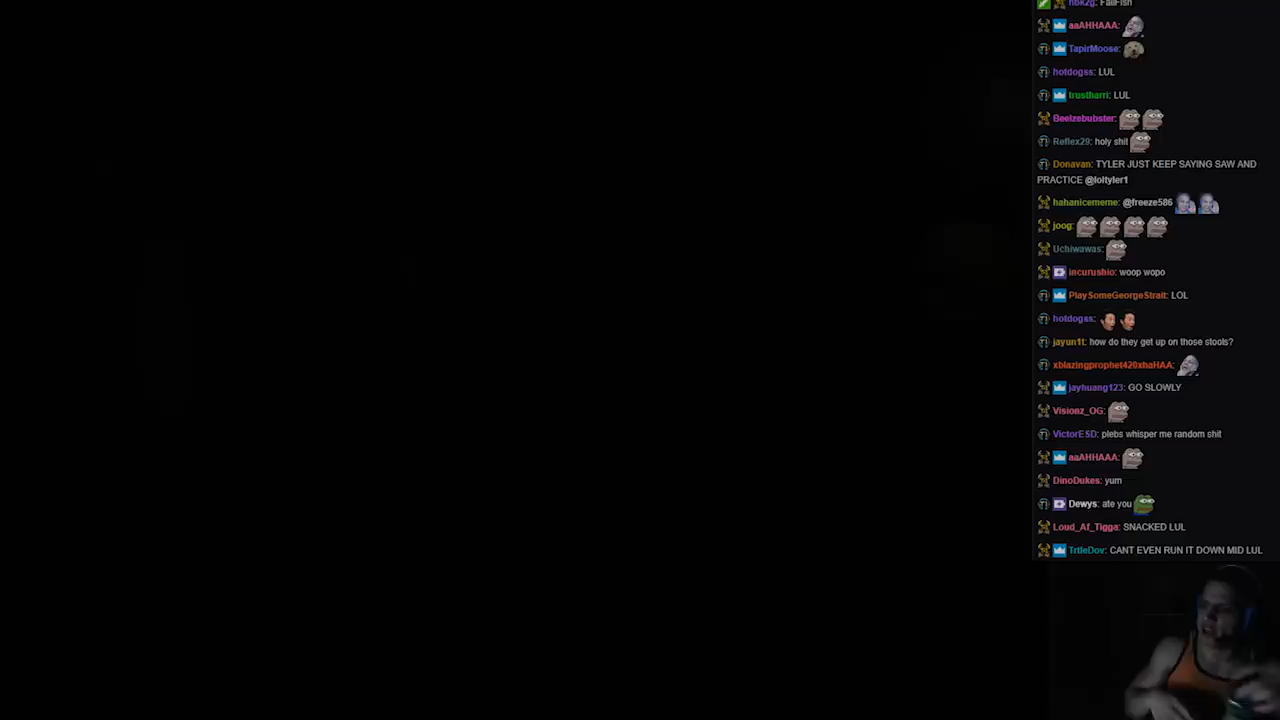 nbk2g: FallFish
aaAHHAAA:
TapirMoose:
hotdogss: LUL
trustharri: LUL
Beelzebubster:
Reflex29: holy shit
Donavan: TYLER JUST KEEP SAYING SAW AND
PRACTICE @loltyler1
hahanicememe: @freeze586
joog:
Uchiwawas:
incurushio: woop wopo
PlaySomeGeorgeStrait: LOL
hotdogss:
jayun1t: how do they get up on those stools?
xblazingprophet420xhaHAA:
jayhuang123: GO SLOWLY
Visionz_OG:
VictorESD: plebs whisper me random shit
aaAHHAAA:
DinoDukes: yum
Dewys: ate you
Loud_Af_Tigga: SNACKED LUL
TrtleDov: CANT EVEN RUN IT DOWN MID LUL